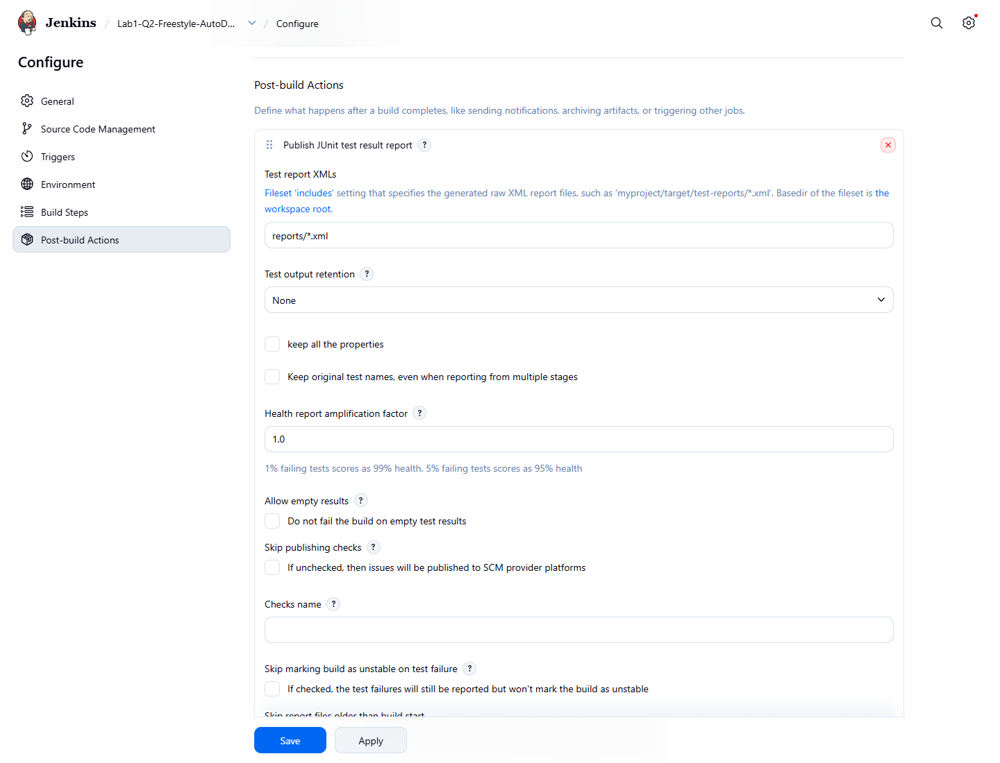 Jenkins / Lab1-Q2-Freestyle-AutoD... / Configure
Configure
General
Source Code Management
Triggers
Environment
Build Steps
Post-build Actions
Post-build Actions
Define what happens after a build completes, like sending notifications, archiving artifacts, or triggering other jobs.
Publish JUnit test result report ?
Test report XMLs
Fileset ‘includes’ setting that specifies the generated raw XML report files, such as ‘myproject/target/test-reports/*.xml’. Basedir of the fileset is the
workspace root.
reports/*.xml
Test output retention ?
None
keep all the properties
Keep original test names, even when reporting from multiple stages
Health report amplification factor ?
1.0
1% failing tests scores as 99% health. 5% failing tests scores as 95% health
Allow empty results ?
Do not fail the build on empty test results
Skip publishing checks ?
If unchecked, then issues will be published to SCM provider platforms
Checks name ?
Skip marking build as unstable on test failure ?
If checked, the test failures will still be reported but won't mark the build as unstable
Skip report files older than build start
Save
Apply